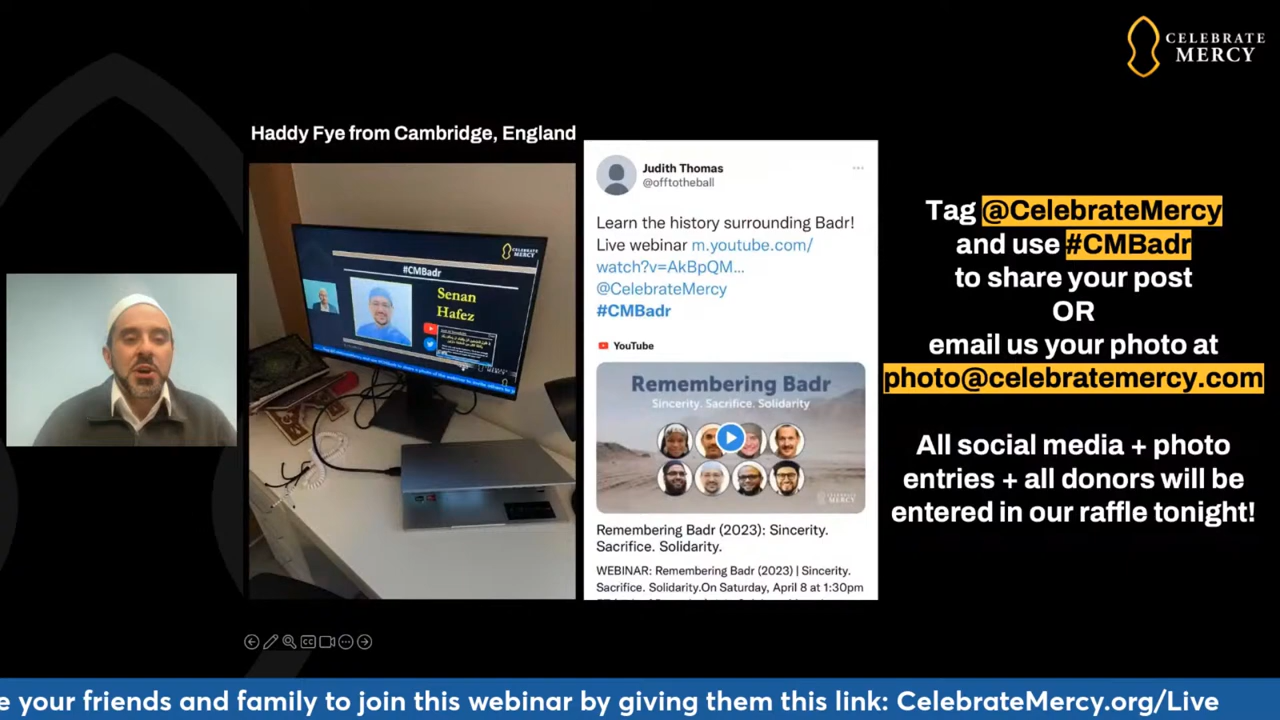 CELEBRATE
MERCY
Haddy Fye from Cambridge, England
CELEBRATE
MERCY
#CMBadr
Senan
Hafez
Judith Thomas
@offtotheball
Learn the history surrounding Badr!
Live webinar m.youtube.com/
watch?v=AkBpQM...
@CelebrateMercy
#CMBadr
YouTube
Remembering Badr
Sincerity. Sacrifice. Solidarity.
CELEBRATE
MERCY
Remembering Badr (2023): Sincerity.
Sacrifice. Solidarity.
WEBINAR: Remembering Badr (2023) | Sincerity.
Sacrifice. Solidarity.On Saturday, April 8 at 1:30pm
Tag @CelebrateMercy
and use #CMBadr
to share your post
OR
email us your photo at
photo@celebratemercy.com
All social media + photo
entries + all donors will be
entered in our raffle tonight!
CC
e your friends and family to join this webinar by giving them this link: CelebrateMercy.org/Live